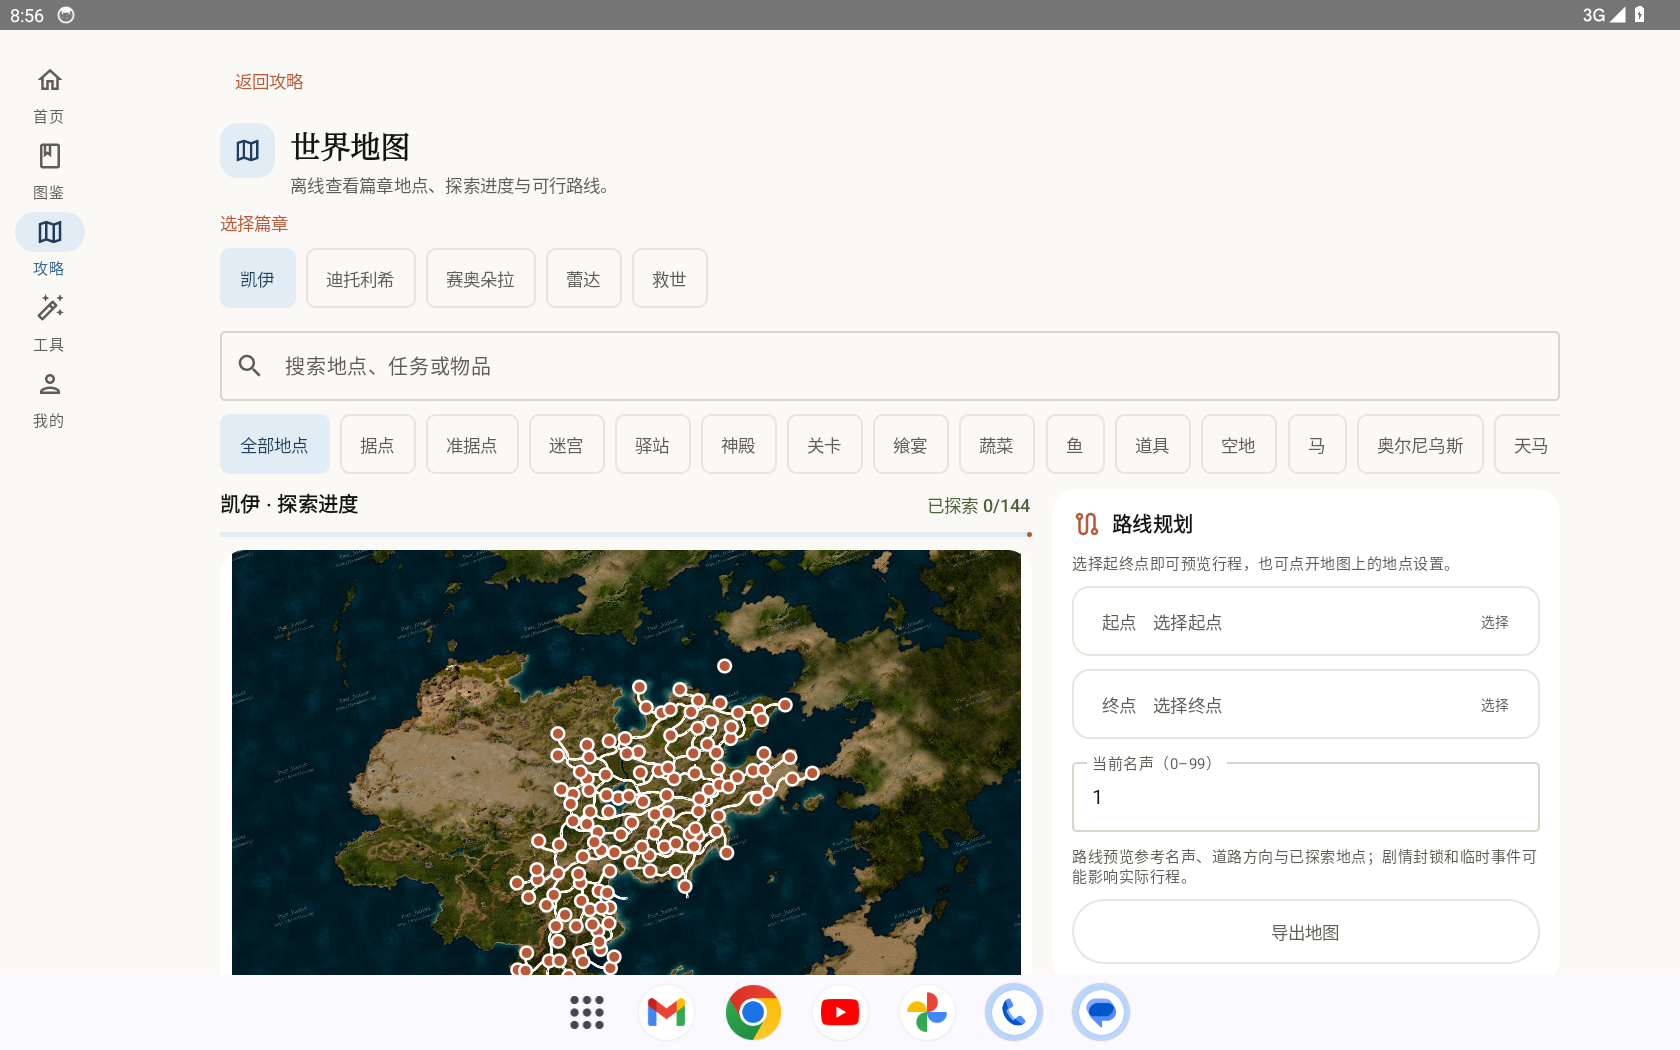 8:56
3G
首页
图鉴
攻略
工具
我的
返回攻略
世界地图
离线查看篇章地点、探索进度与可行路线。
选择篇章
凯伊
迪托利希
赛奥朵拉
蕾达
救世
搜索地点、任务或物品
全部地点
据点
准据点
迷宫
驿站
神殿
关卡
飨宴
蔬菜
鱼
道具
空地
马
奥尔尼乌斯
天马
凯伊 · 探索进度
已探索 0/144
路线规划
选择起终点即可预览行程，也可点开地图上的地点设置。
起点 选择起点 选择
终点 选择终点 选择
当前名声（0–99）
1
路线预览参考名声、道路方向与已探索地点；剧情封锁和临时事件可
能影响实际行程。
导出地图